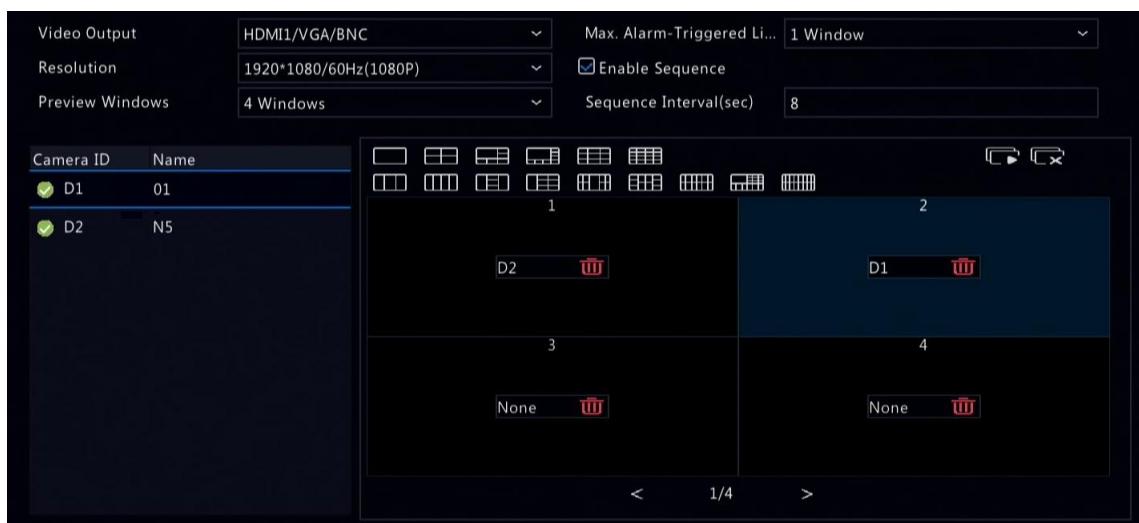 Video Output HDMI1/VGA/BNC Max. Alarm-Triggered Li... 1 Window
Resolution 1920*1080/60Hz(1080P) Enable Sequence
Preview Windows 4 Windows Sequence Interval(sec) 8
Camera ID Name
D1 01
D2 N5
1 2
D2 D1
3 4
None None
< 1/4 >